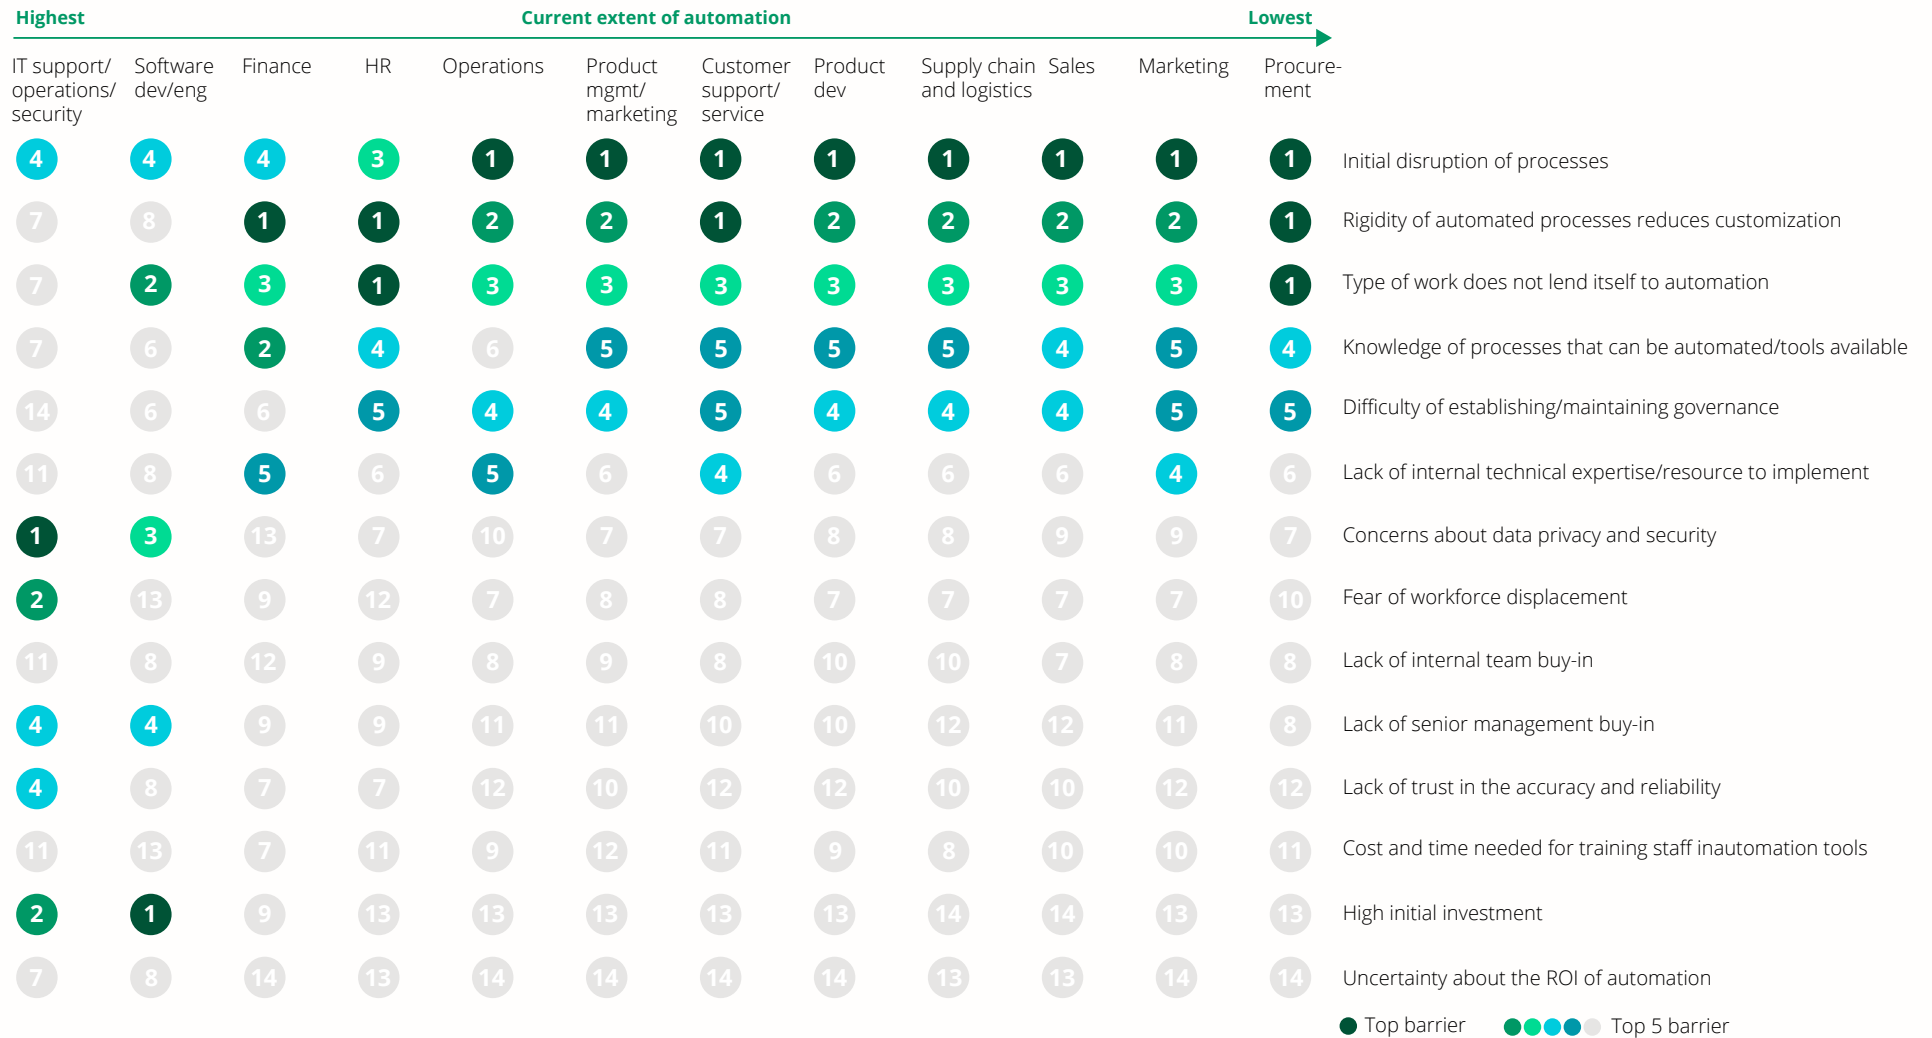 Highest Current extent of automation Lowest
IT support/ Software Finance HR Operations Product Customer Product Supply chain Sales Marketing Procure-
operations/ dev/eng mgmt/ support/ dev and logistics ment
security marketing service
4 4 4 3 1 1 1 1 1 1 1 1 Initial disruption of processes
7 8 1 1 2 2 1 2 2 2 2 1 Rigidity of automated processes reduces customization
7 2 3 1 3 3 3 3 3 3 3 1 Type of work does not lend itself to automation
7 6 2 4 6 5 5 5 5 4 5 4 Knowledge of processes that can be automated/tools available
14 6 6 5 4 4 5 4 4 4 5 5 Difficulty of establishing/maintaining governance
11 8 5 6 5 6 4 6 6 6 4 6 Lack of internal technical expertise/resource to implement
1 3 13 7 10 7 7 8 8 9 9 7 Concerns about data privacy and security
2 13 9 12 7 8 8 7 7 7 7 10 Fear of workforce displacement
11 8 12 9 8 9 8 10 10 7 8 8 Lack of internal team buy-in
4 4 9 9 11 11 10 10 12 12 11 8 Lack of senior management buy-in
4 8 7 7 12 10 12 12 10 10 12 12 Lack of trust in the accuracy and reliability
11 13 7 11 9 12 11 9 8 10 10 11 Cost and time needed for training staff inautomation tools
2 1 9 13 13 13 13 13 14 14 13 13 High initial investment
7 8 14 13 14 14 14 14 13 13 14 14 Uncertainty about the ROI of automation
Top barrier Top 5 barrier